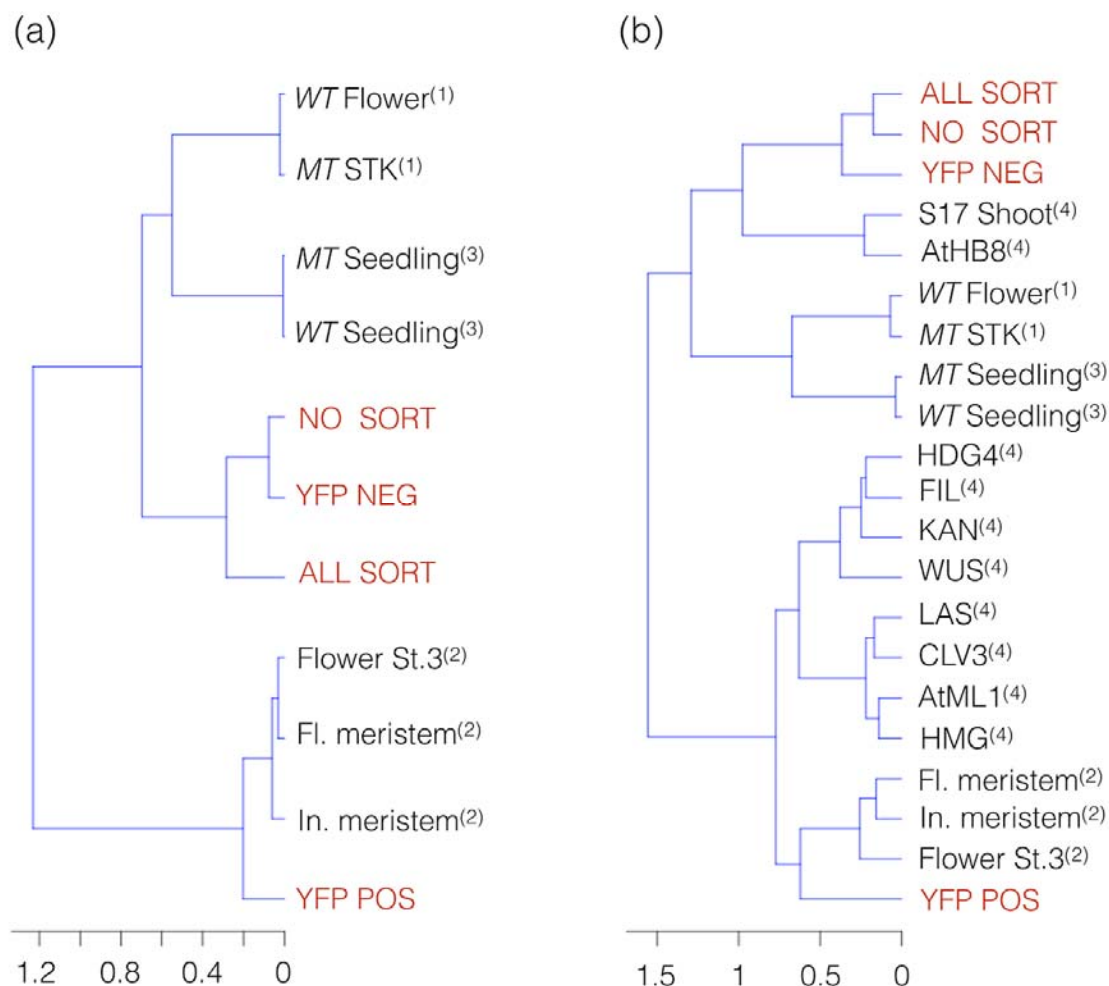 (a)
WT Flower(1)
MT STK(1)
MT Seedling(3)
WT Seedling(3)
NO SORT
YFP NEG
ALL SORT
Flower St.3(2)
Fl. meristem(2)
In. meristem(2)
YFP POS
1.2 0.8 0.4 0
(b)
ALL SORT
NO SORT
YFP NEG
S17 Shoot(4)
AtHB8(4)
WT Flower(1)
MT STK(1)
MT Seedling(3)
WT Seedling(3)
HDG4(4)
FIL(4)
KAN(4)
WUS(4)
LAS(4)
CLV3(4)
AtML1(4)
HMG(4)
Fl. meristem(2)
In. meristem(2)
Flower St.3(2)
YFP POS
1.5 1 0.5 0